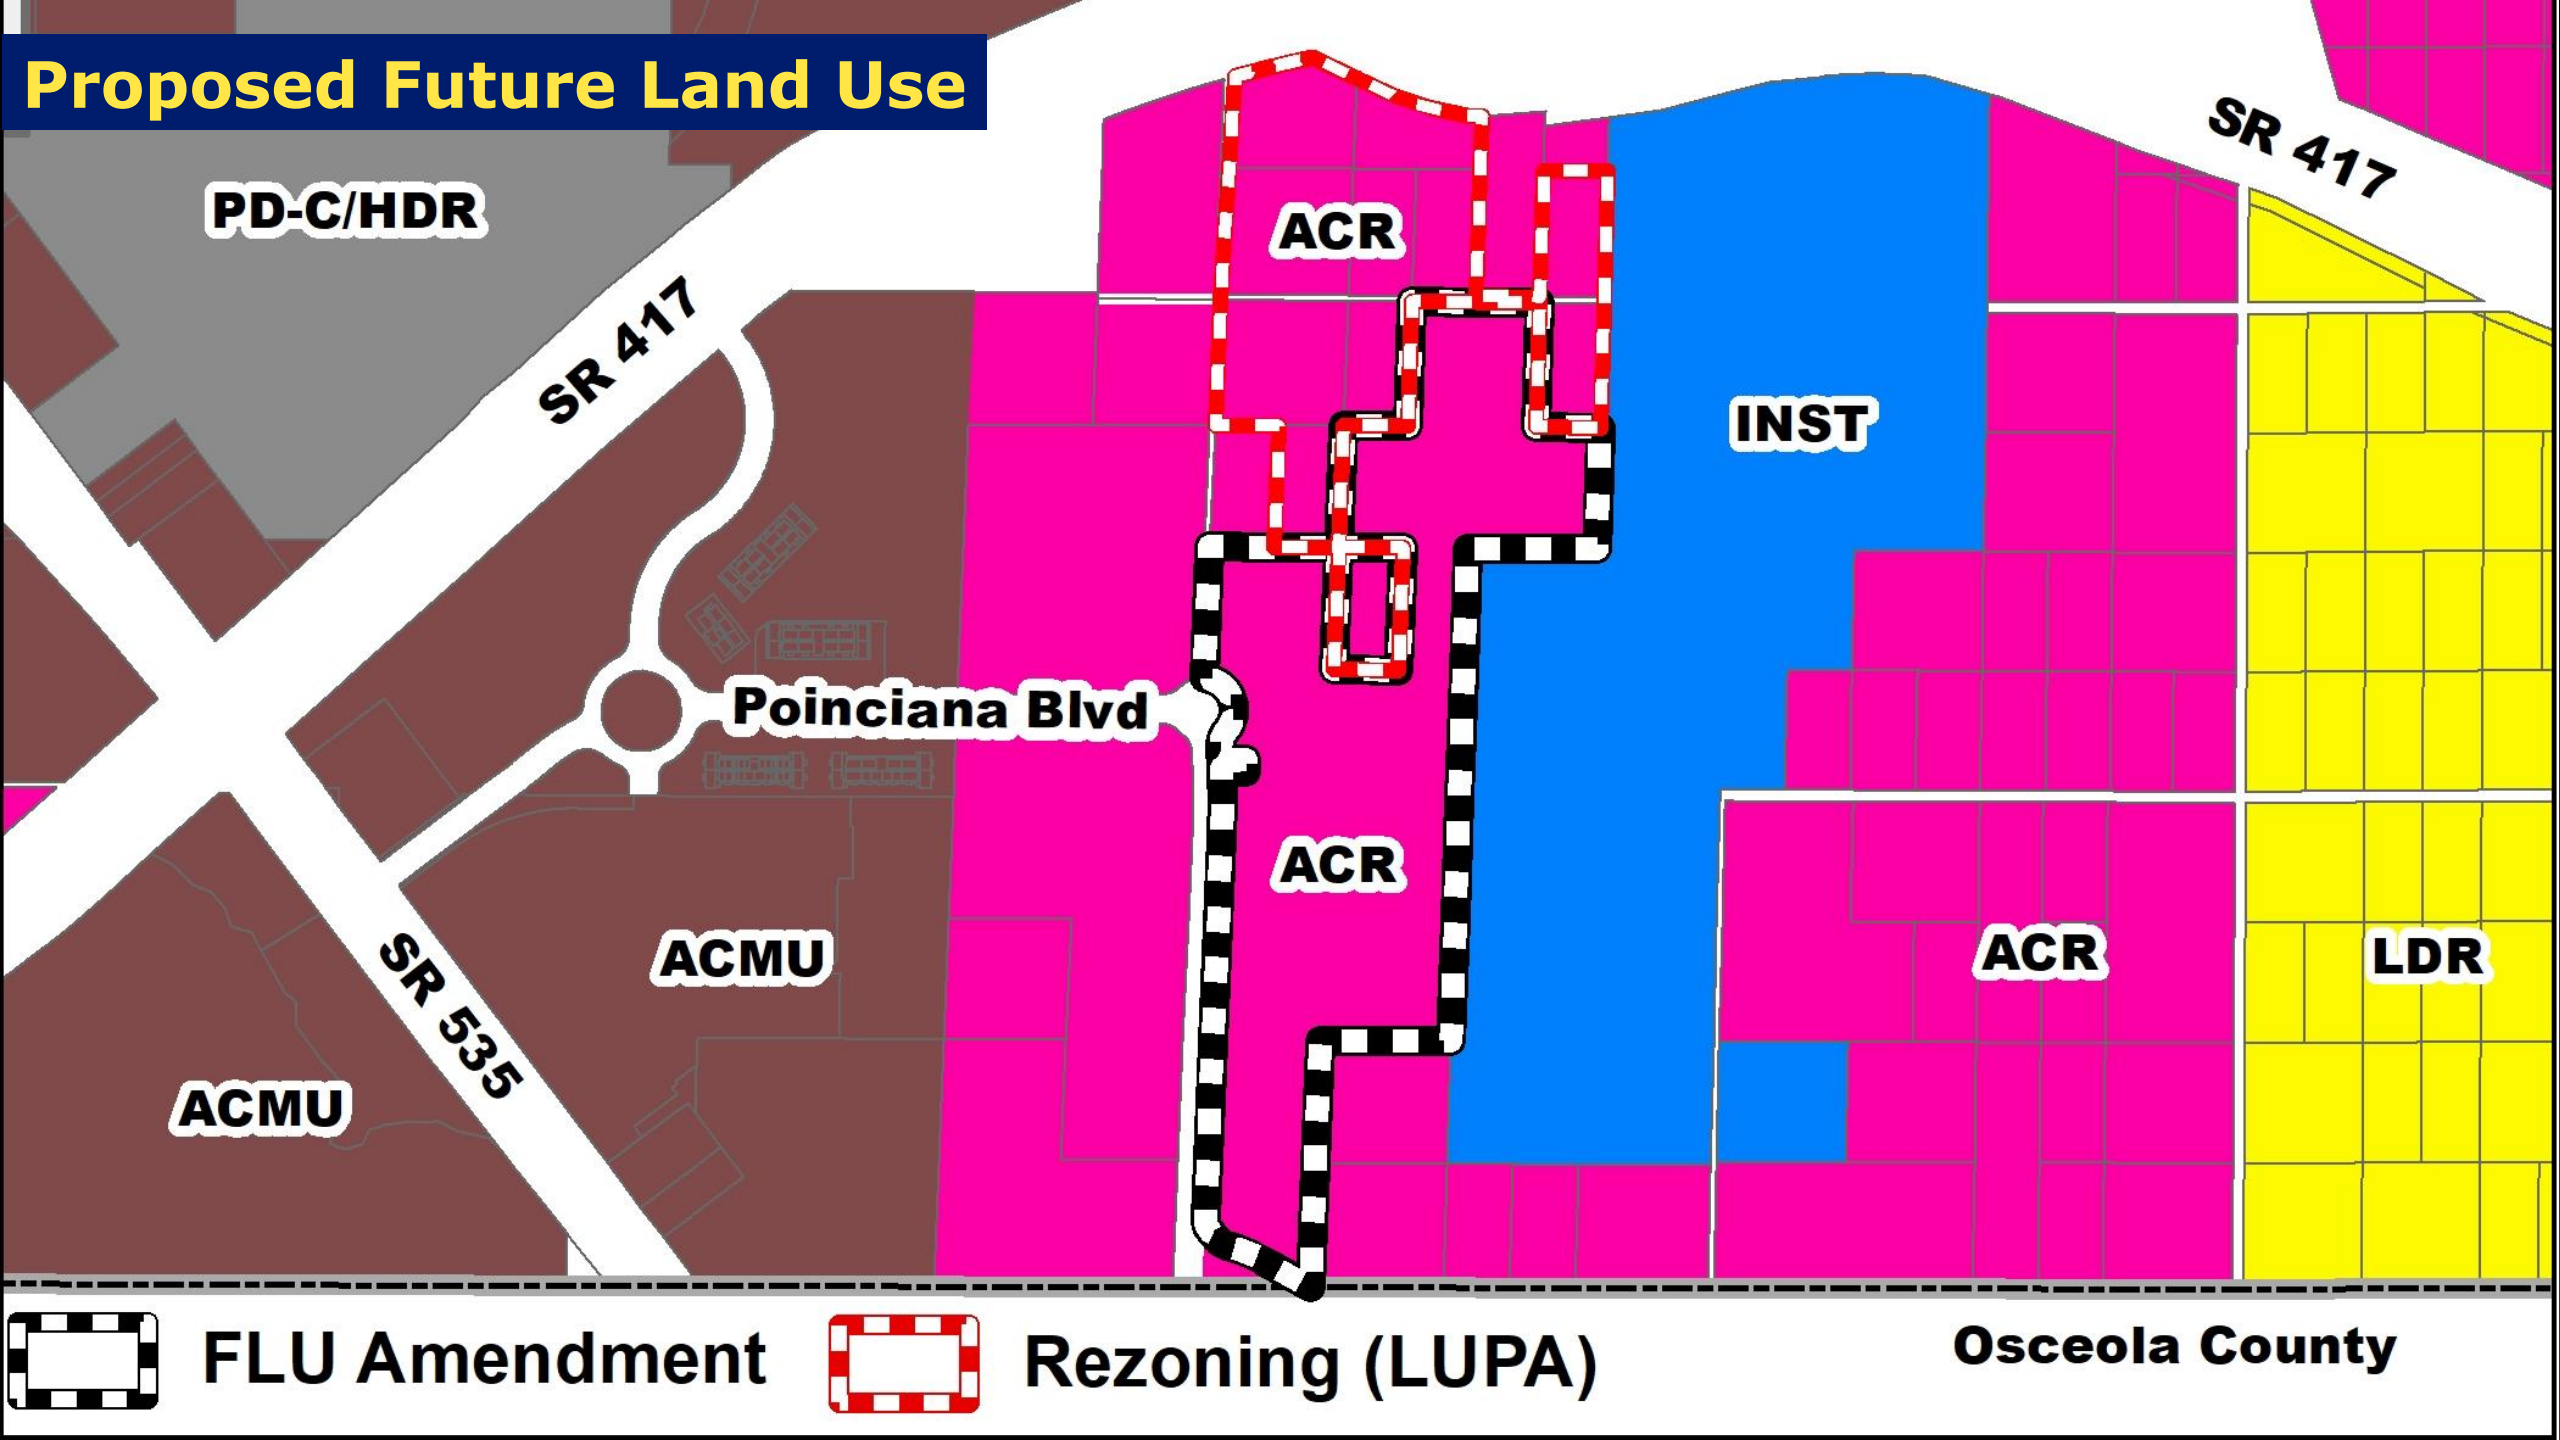 Proposed Future Land Use
SR 417
PD-C/HDR
ACR
SR 417
INST
Poinciana Blvd
ACR
ACMU
ACR
LDR
SR 535
ACMU
FLU Amendment
Rezoning (LUPA)
Osceola County